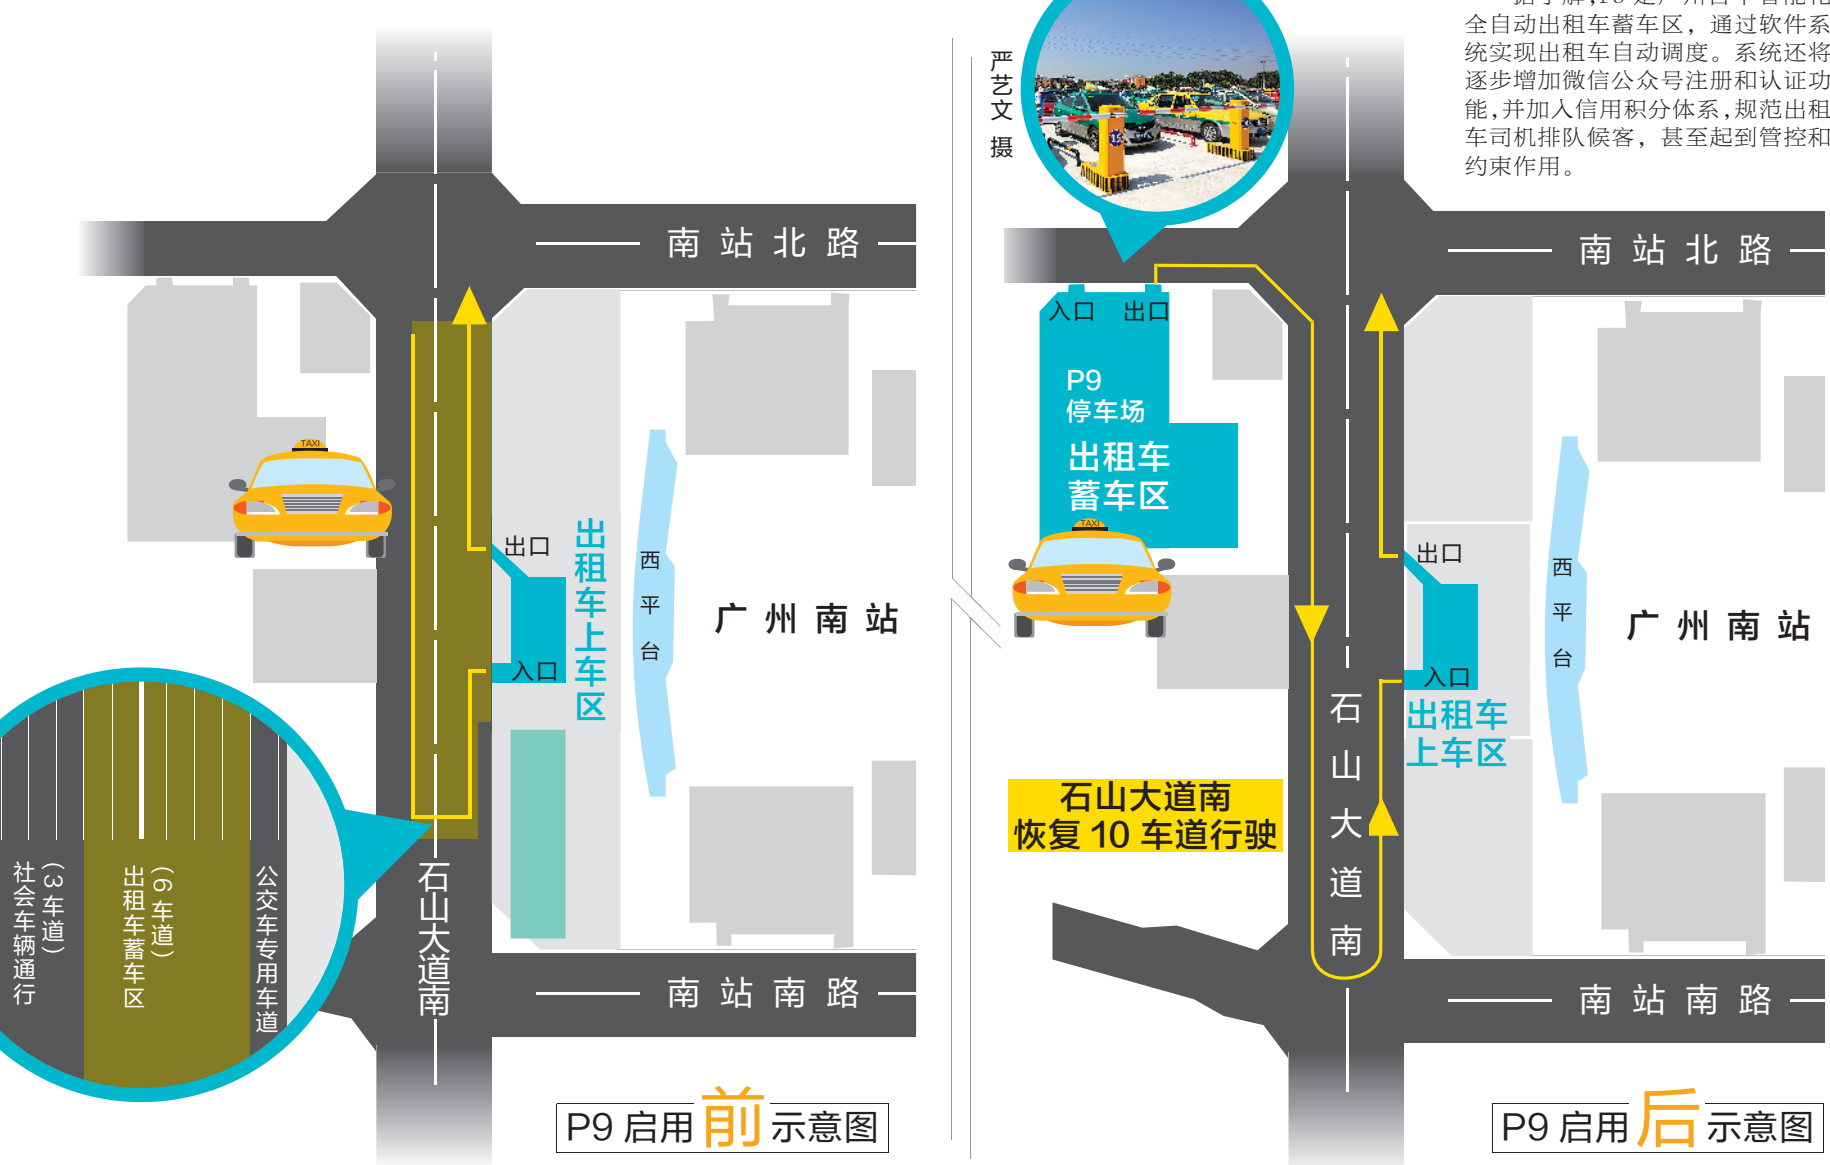 南站北路
TAXI
出口
出租车上车区
西平台
广州南站
入口
石山大道南
社会车辆通行
（3车道）
出租车蓄车区
（6车道）
公交车专用车道
南站南路
P9 启用前示意图
严艺文 摄
全自动出租车蓄车区，通过软件系
统实现出租车自动调度。系统还将
逐步增加微信公众号注册和认证功
能，并加入信用积分体系，规范出租
车司机排队候客，甚至起到管控和
约束作用。
15
南站北路
入口
出口
P9
停车场
出租车
蓄车区
TAXI
出口
西平台
广州南站
入口
出租车
上车区
石山大道南
石山大道南
恢复 10 车道行驶
南站南路
P9 启用后示意图